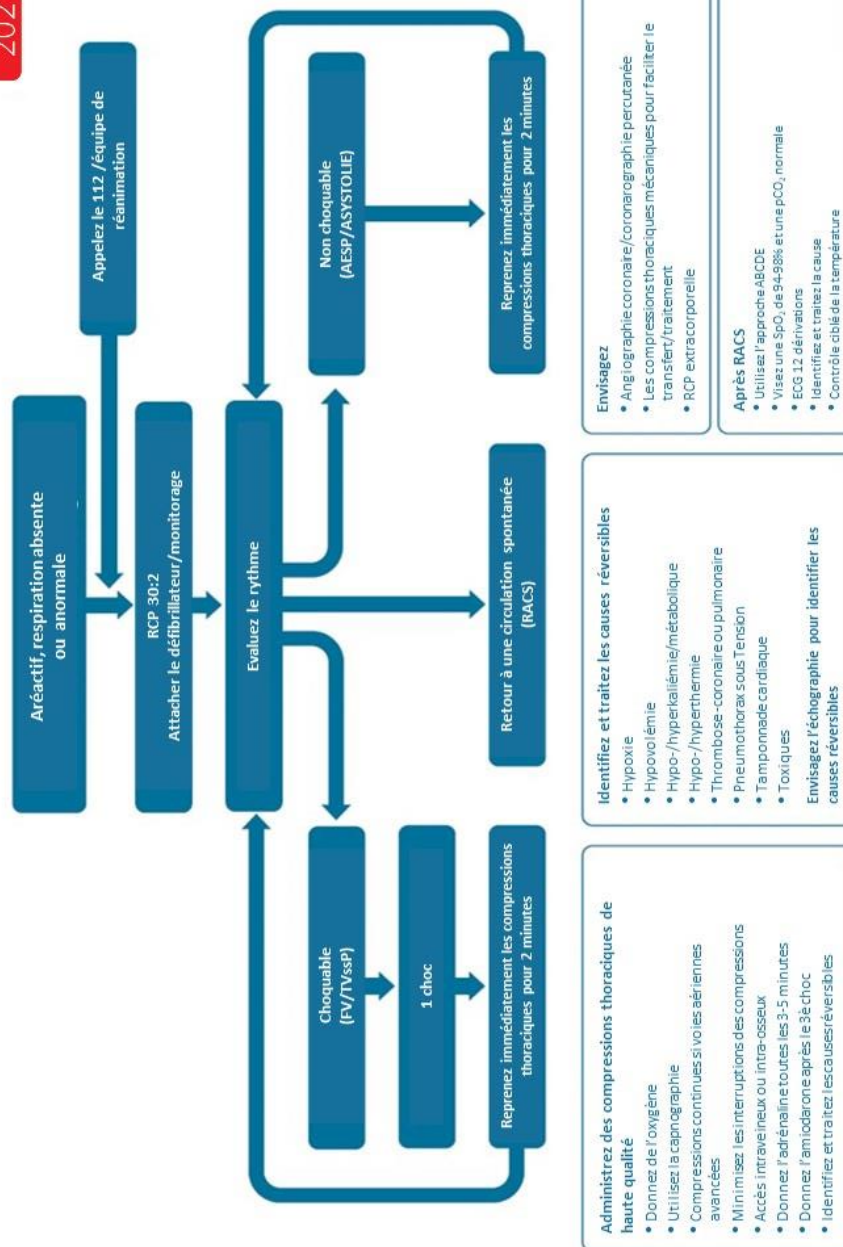 202
Aréactif, respiration absente
ou anormale
Appelez le 112 /équipe de
réanimation
RCP 30:2
Attacher le défibrillateur/monitorage
Evaluez le rythme
Choquable
(FV/TVssP)
1 choc
Reprenez immédiatement les compressions
thoraciques pour 2 minutes
Retour à une circulation spontanée
(RACS)
Non choquable
(AESP/ASYSTOLIE)
Reprenez immédiatement les
compressions thoraciques pour 2 minutes
Administrez des compressions thoraciques de
haute qualité
• Donnez de l'oxygène
• Utilisez la capnographie
• Compressions continues si voies aériennes
avancées
• Minimisez les interruptions des compressions
• Accès intraveineux ou intra-osseux
• Donnez l'adrénaline toutes les 3-5 minutes
• Donnez l'amiodarone après le 3è choc
• Identifiez et traitez les causes réversibles
Identifiez et traitez les causes réversibles
• Hypoxie
• Hypovolémie
• Hypo-/hyperkaliémie/métabolique
• Hypo-/hyperthermie
• Thrombose-coronaire ou pulmonaire
• Pneumothorax sous Tension
• Tamponnade cardiaque
• Toxiques
Envisagez l'échographie pour identifier les
causes réversibles
Envisagez
• Angiographie coronaire/coronarographie percutanée
• Les compressions thoraciques mécaniques pour faciliter le
transfert/traitement
• RCP extracorporelle
Après RACS
• Utilisez l'approche ABCDE
• Visez une SpO₂ de 94-98% et une pCO₂ normale
• ECG 12 dérivations
• Identifiez et traitez la cause
• Contrôle ciblé de la température